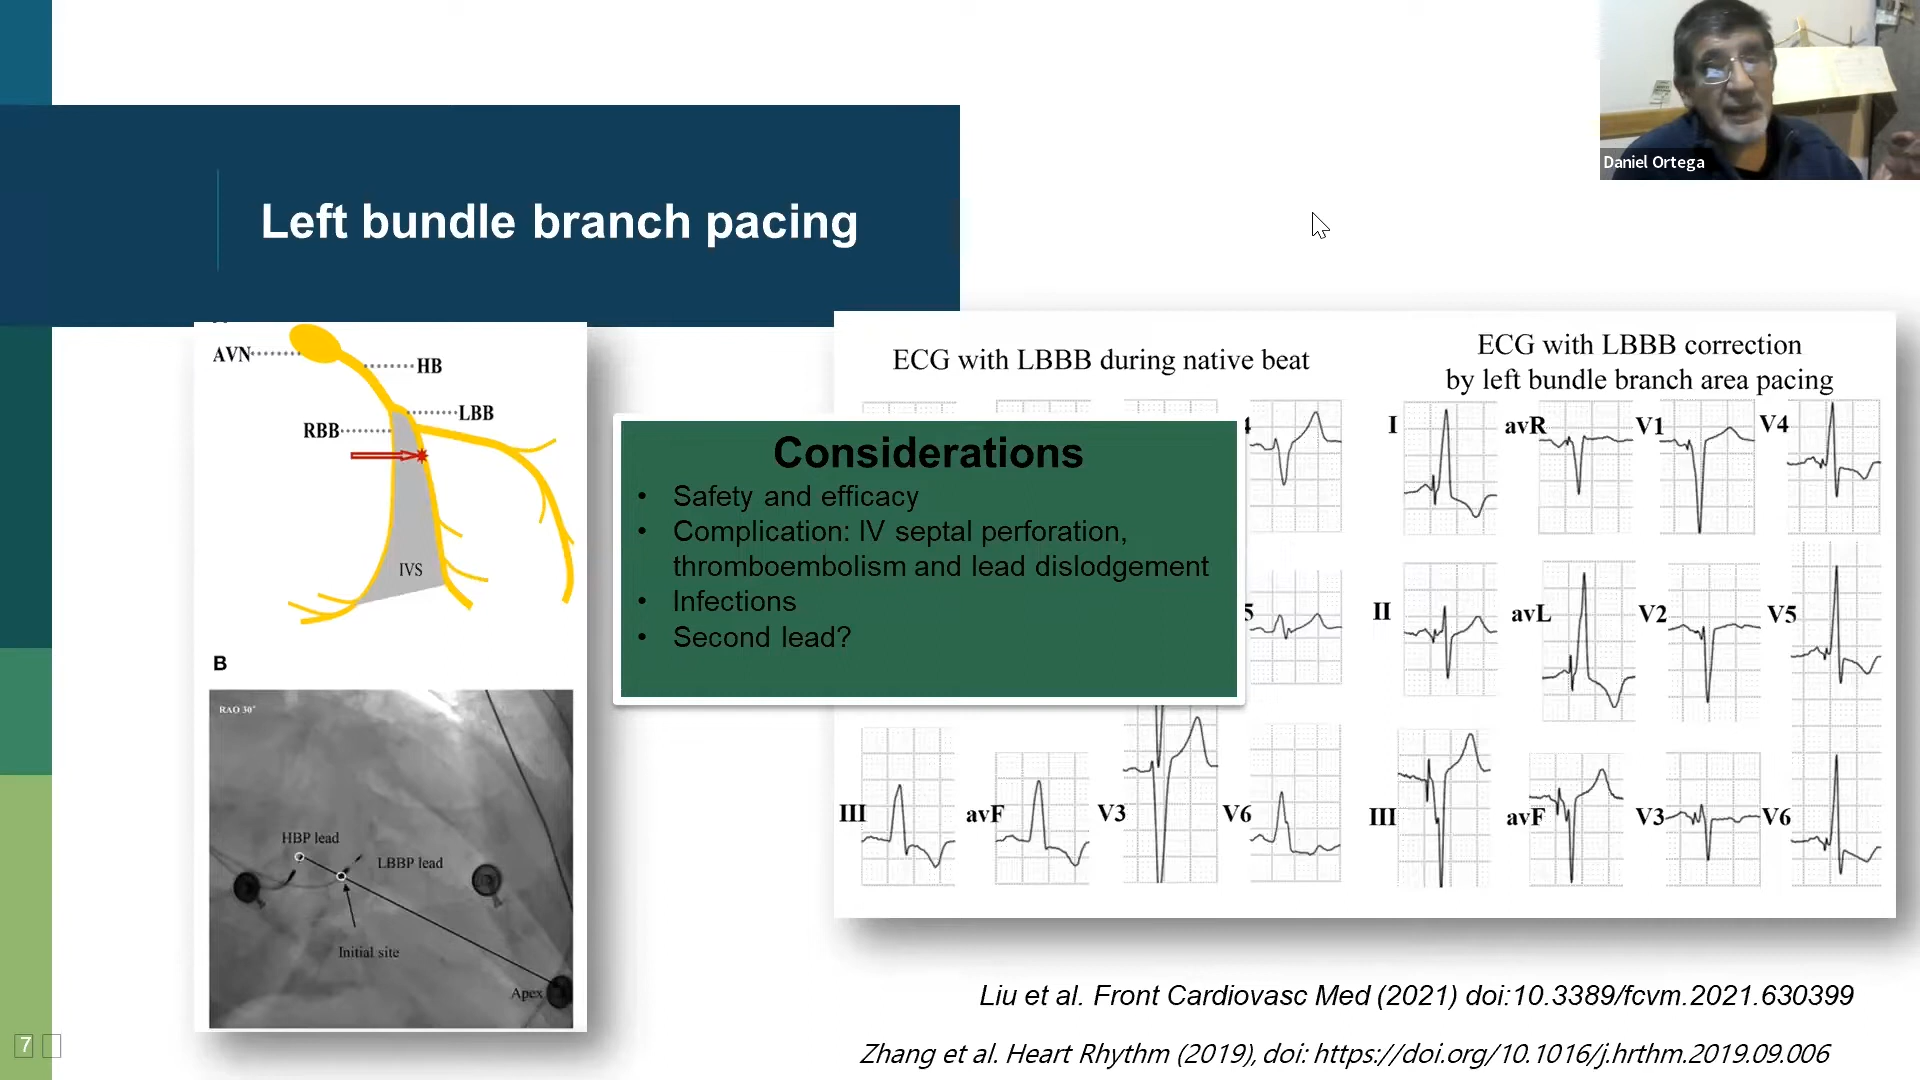 Daniel Ortega
Left bundle branch pacing
AVN
HB
LBB
RBB
IVS
B
RAO 30°
HBP lead
LBBP lead
Initial site
Apex
ECG with LBBB during native beat
ECG with LBBB correction
by left bundle branch area pacing
Considerations
• Safety and efficacy
• Complication: IV septal perforation,
thromboembolism and lead dislodgement
• Infections
• Second lead?
4
5
III
avF
V3
V6
I
avR
V1
V4
II
avL
V2
V5
III
avF
V3
V6
Liu et al. Front Cardiovasc Med (2021) doi:10.3389/fcvm.2021.630399
Zhang et al. Heart Rhythm (2019), doi: https://doi.org/10.1016/j.hrthm.2019.09.006
7